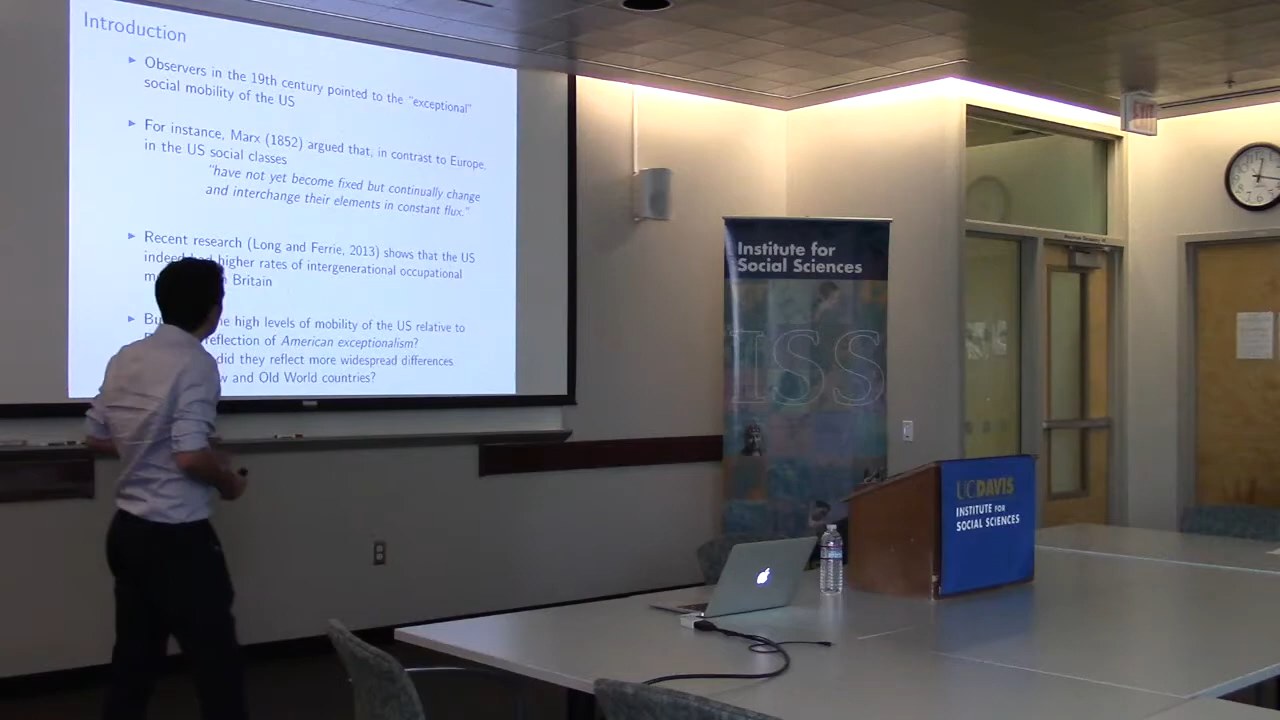 Introduction
Observers in the 19th century pointed to the "exceptional"
social mobility of the US
For instance, Marx (1852) argued that, in contrast to Europe,
in the US social classes
"have not yet become fixed but continually change
and interchange their elements in constant flux."
Recent research (Long and Ferrie, 2013) shows that the US
indeed had higher rates of intergenerational occupational
Britain
high levels of mobility of the US relative to
reflection of American exceptionalism?
did they reflect more widespread differences
and Old World countries?
Institute for
Social Sciences
ISS
EXIT
UCDAVIS
INSTITUTE FOR
SOCIAL SCIENCES